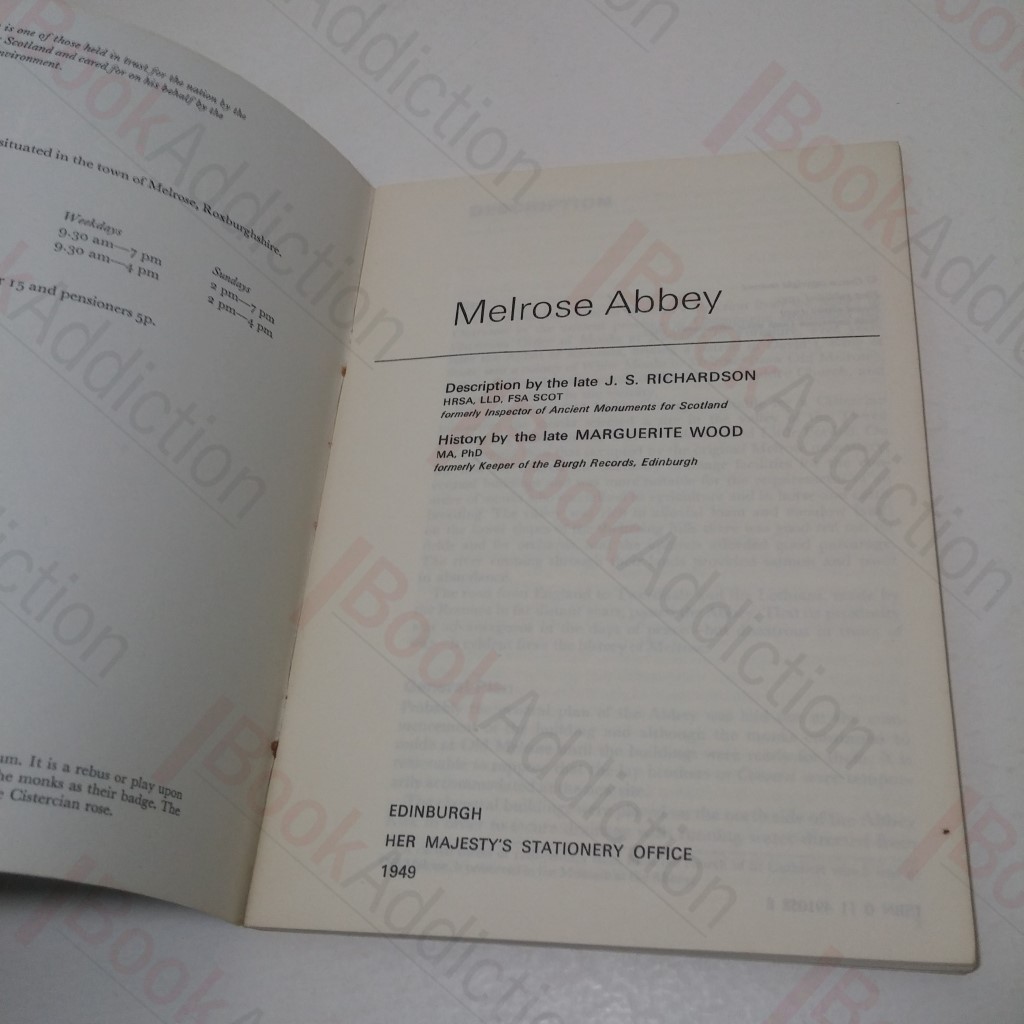 is one of those held in trust for the nation by the
Scotland and cared for on his behalf by the
environment.
situated in the town of Melrose, Roxburghshire.
Weekdays Sundays
9.30 am—7 pm 2 pm—7 pm
9.30 am—4 pm 2 pm—4 pm
r 15 and pensioners 5p.
um. It is a rebus or play upon
he monks as their badge. The
e Cistercian rose.
Melrose Abbey
Description by the late J. S. RICHARDSON
HRSA, LLD, FSA SCOT
formerly Inspector of Ancient Monuments for Scotland
History by the late MARGUERITE WOOD
MA, PhD
formerly Keeper of the Burgh Records, Edinburgh
EDINBURGH
HER MAJESTY'S STATIONERY OFFICE
1949
BookAddiction